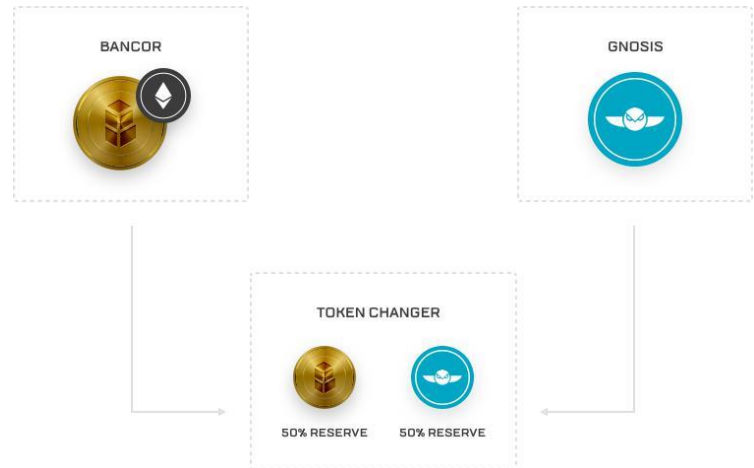 BANCOR
GNOSIS
TOKEN CHANGER
50% RESERVE
50% RESERVE